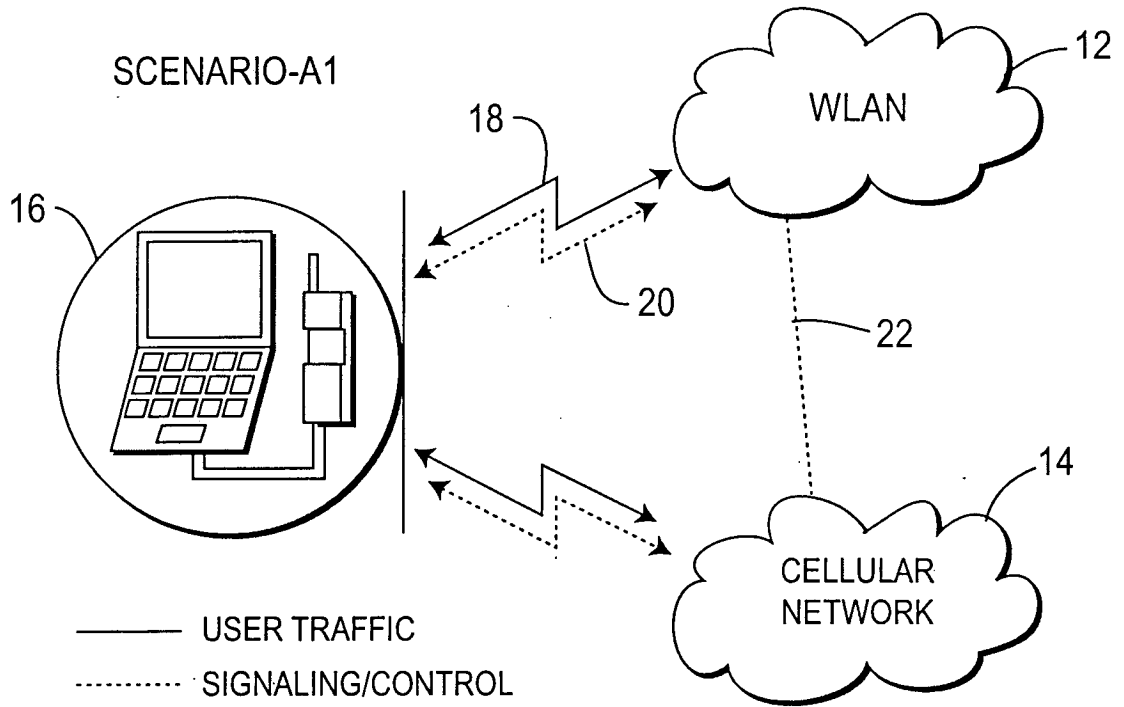 SCENARIO-A1
12
WLAN
18
16
20
22
14
CELLULAR
NETWORK
USER TRAFFIC
SIGNALING/CONTROL